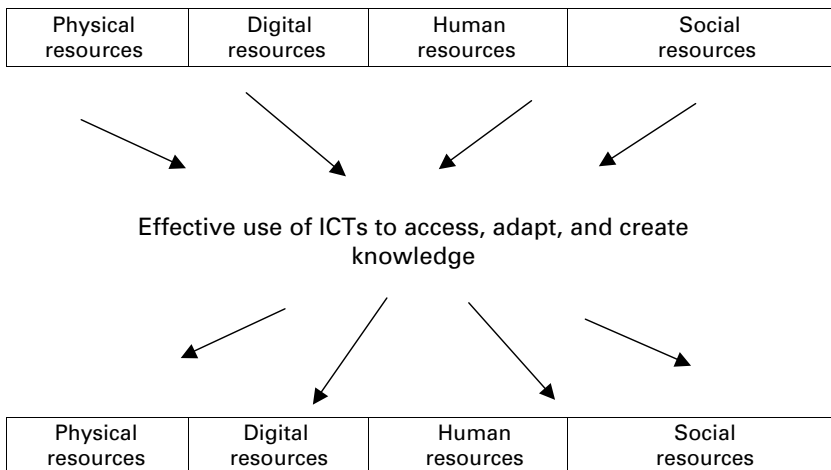 Physical resources
Digital resources
Human resources
Social resources
Effective use of ICTs to access, adapt, and create
knowledge
Physical resources
Digital resources
Human resources
Social resources